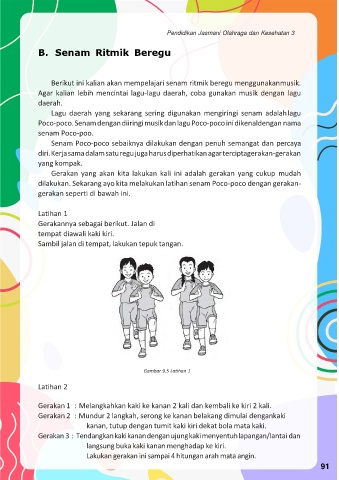 Pendidikan Jasmani Olahraga dan Kesehatan 3
B. Senam Ritmik Beregu
Berikut ini kalian akan mempelajari senam ritmik beregu menggunakanmusik.
Agar kalian lebih mencintai lagu-lagu daerah, coba gunakan musik dengan lagu
daerah.
Lagu daerah yang sekarang sering digunakan mengiringi senam adalahlagu
Poco-poco. Senam dengan diiringi musik dan lagu Poco-poco ini dikenal dengan nama
senam Poco-poo.
Senam Poco-poco sebaiknya dilakukan dengan penuh semangat dan percaya
diri. Kerja sama dalam satu regu juga harus diperhatikan agar terciptagerakan-gerakan
yang kompak.
Gerakan yang akan kita lakukan kali ini adalah gerakan yang cukup mudah
dilakukan. Sekarang ayo kita melakukan latihan senam Poco-poco dengan gerakan-
gerakan seperti di bawah ini.
Latihan 1
Gerakannya sebagai berikut. Jalan di
tempat diawali kaki kiri.
Sambil jalan di tempat, lakukan tepuk tangan.
Gambar 9.5 Latihan 1
Latihan 2
Gerakan 1 : Melangkahkan kaki ke kanan 2 kali dan kembali ke kiri 2 kali.
Gerakan 2 : Mundur 2 langkah, serong ke kanan belakang dimulai dengankaki
kanan, tutup dengan tumit kaki kiri dekat bola mata kaki.
Gerakan 3 : Tendangkan kaki kanan dengan ujung kaki menyentuh lapangan/lantai dan
langsung buka kaki kanan menghadap ke kiri.
Lakukan gerakan ini sampai 4 hitungan arah mata angin.
91